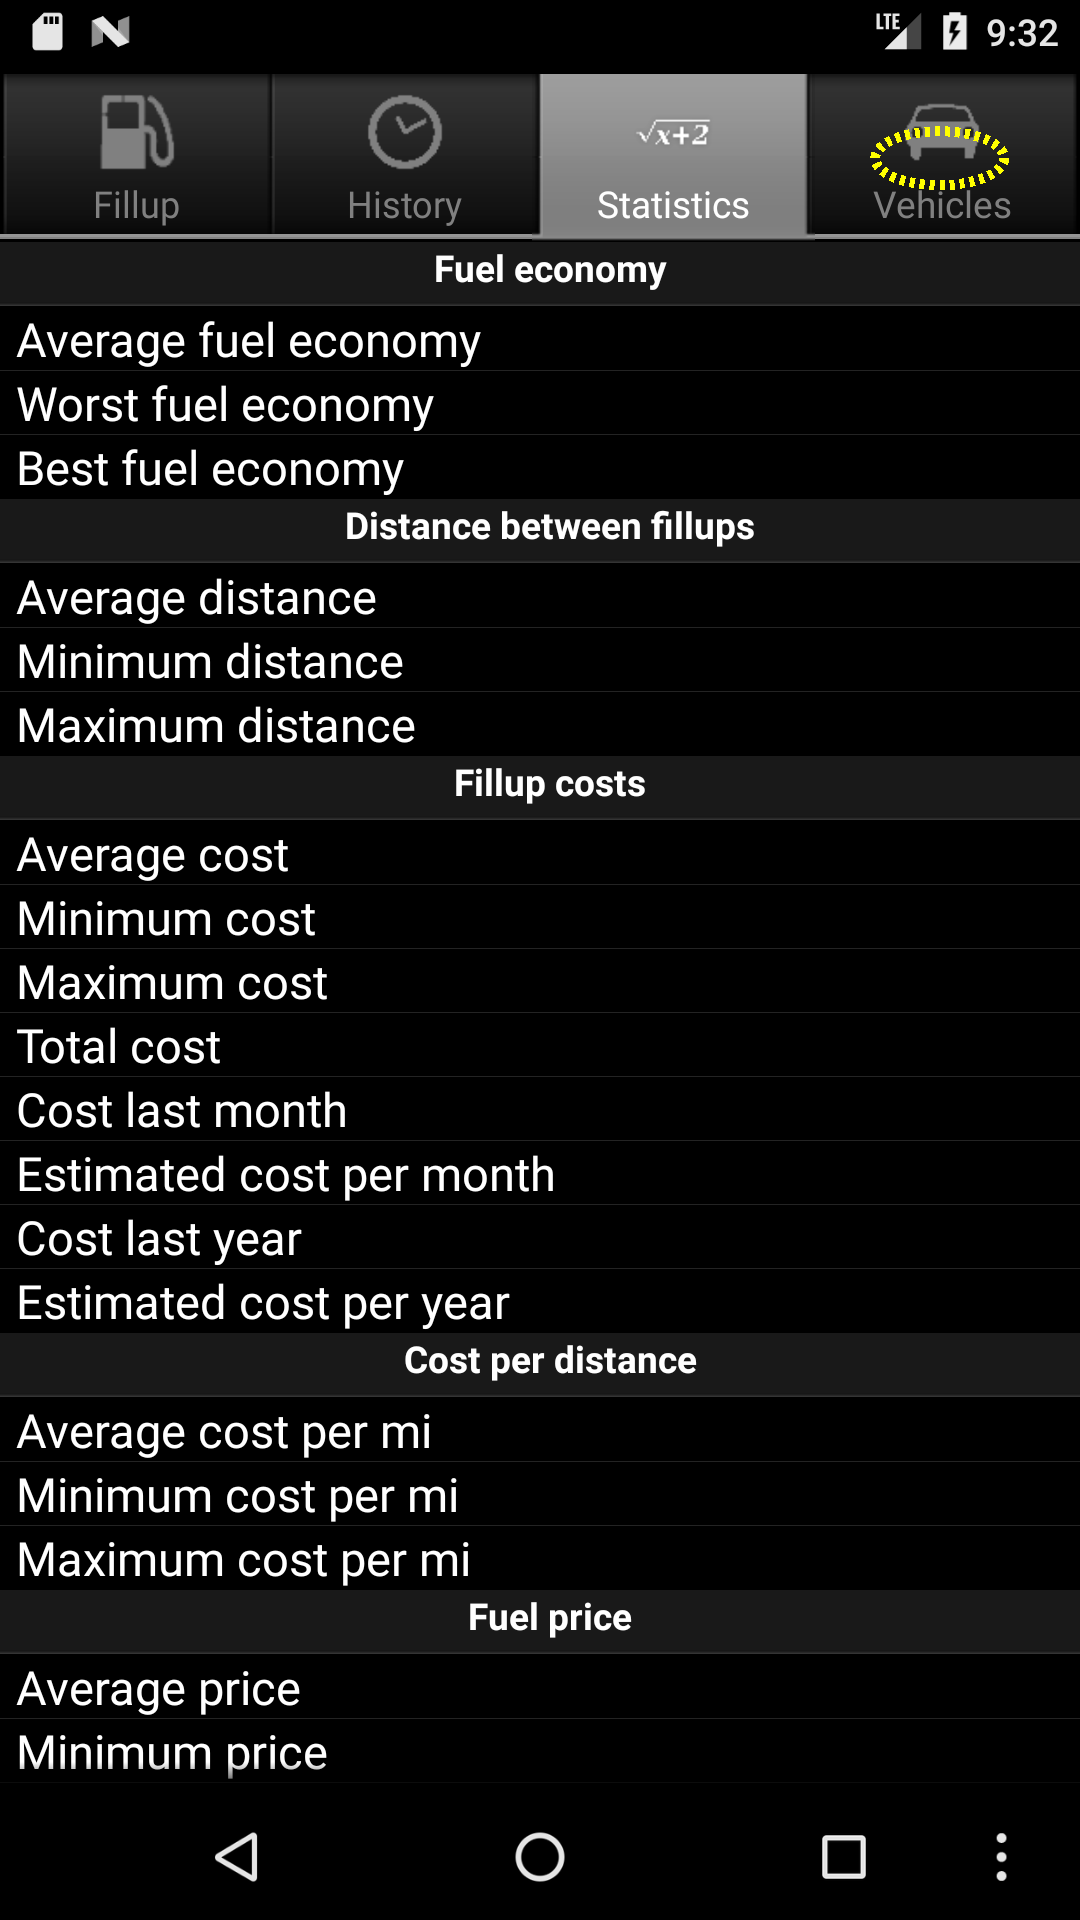 LTE 9:32
√x+2
Fillup History Statistics Vehicles
Fuel economy
Average fuel economy
Worst fuel economy
Best fuel economy
Distance between fillups
Average distance
Minimum distance
Maximum distance
Fillup costs
Average cost
Minimum cost
Maximum cost
Total cost
Cost last month
Estimated cost per month
Cost last year
Estimated cost per year
Cost per distance
Average cost per mi
Minimum cost per mi
Maximum cost per mi
Fuel price
Average price
Minimum price